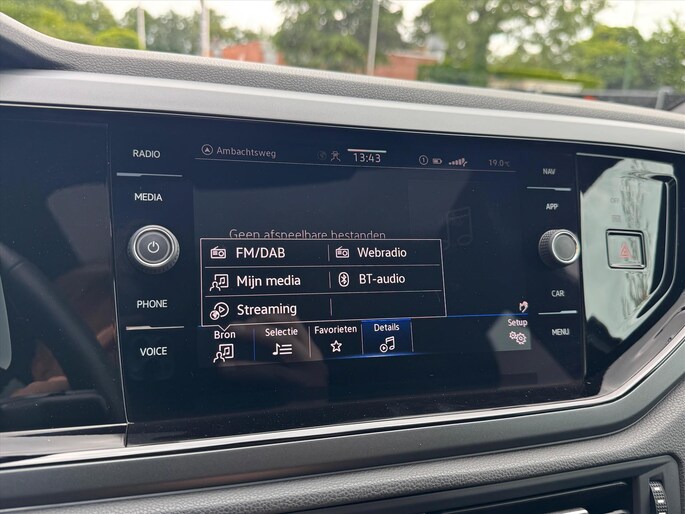 RADIO
MEDIA
PHONE
VOICE
Ambachtsweg
13:43
19.0°C
Geen afspeelbare bestanden
FM/DAB
Webradio
Mijn media
BT-audio
Streaming
Bron
Selectie
Favorieten
Details
Setup
NAV
APP
CAR
MENU